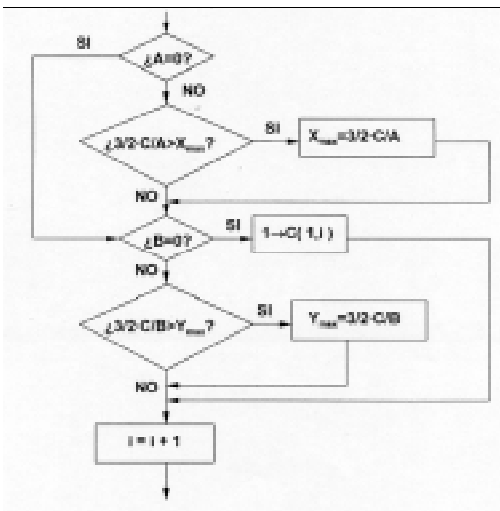 SI
¿A=0?
NO
¿3/2·C/A>Xmax?
SI
Xmax=3/2·C/A
NO
¿B=0?
SI
1→G( 1,i )
NO
¿3/2·C/B>Ymax?
SI
Ymax=3/2·C/B
NO
i = i + 1